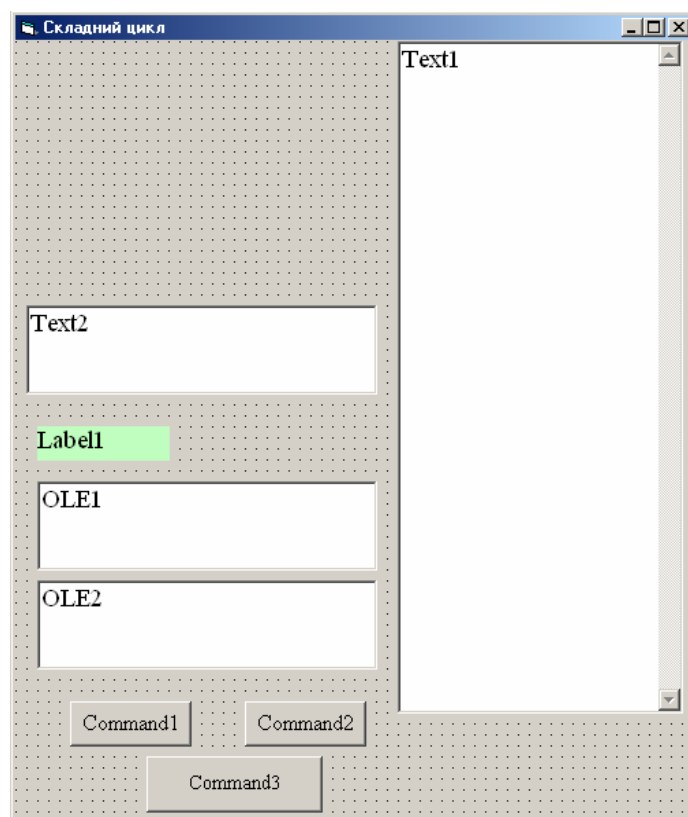 Складний цикл
Text1
Text2
Label1
OLE1
OLE2
Command1
Command2
Command3